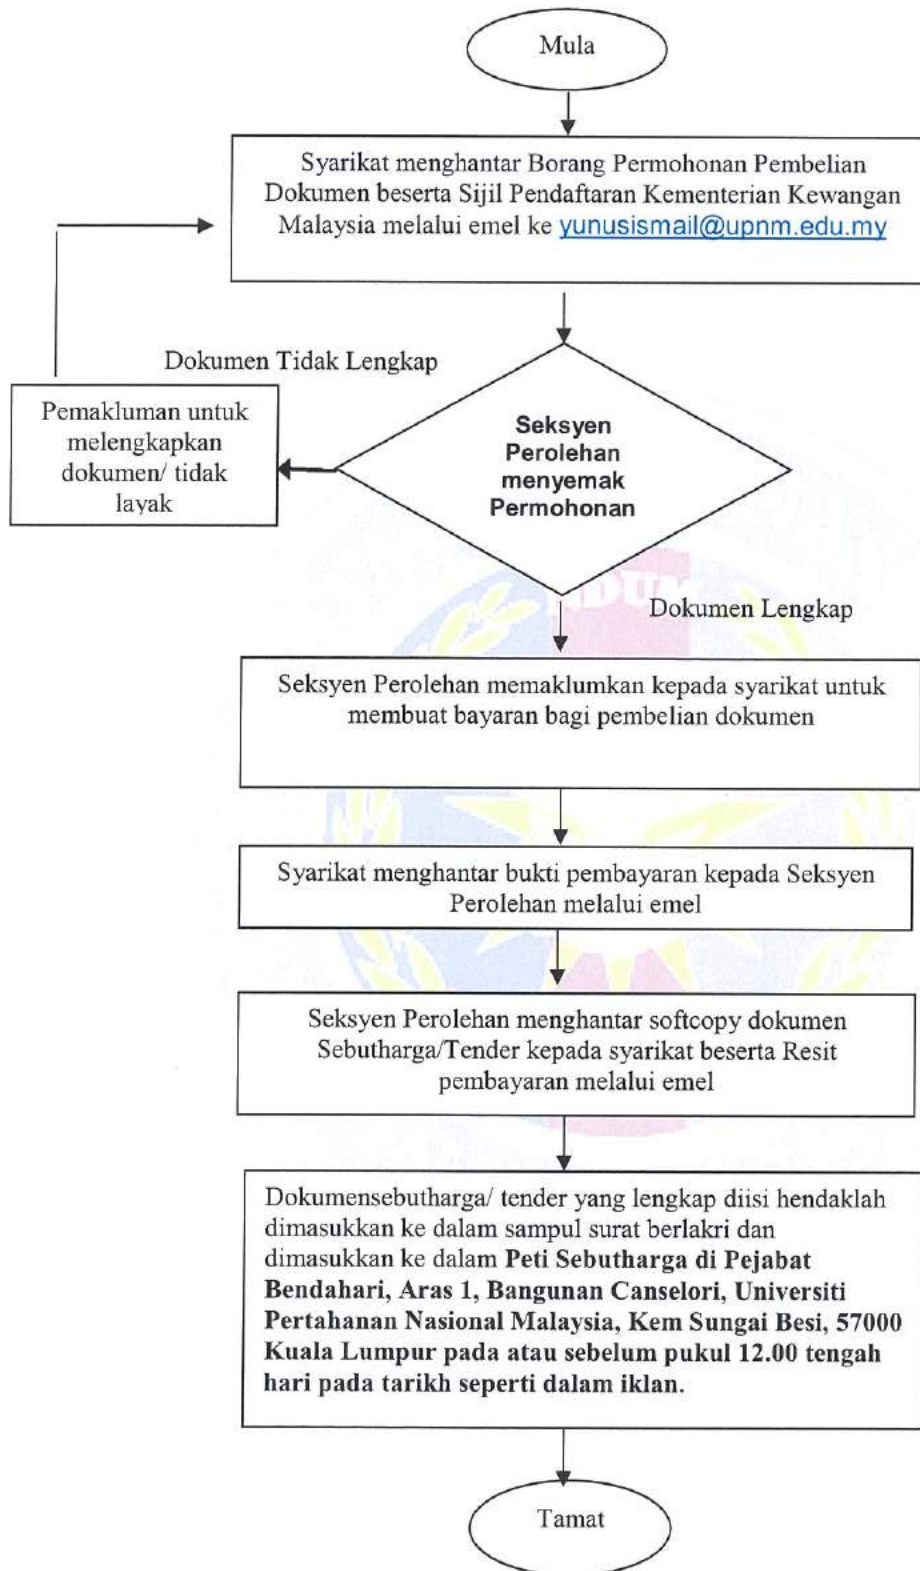 Mula
Syarikat menghantar Borang Permohonan Pembelian
Dokumen beserta Sijil Pendaftaran Kementerian Kewangan
Malaysia melalui emel ke yunusismail@upnm.edu.my
Dokumen Tidak Lengkap
Pemakluman untuk
melengkapkan
dokumen/ tidak
layak
Seksyen
Perolehan
menyemak
Permohonan
Dokumen Lengkap
Seksyen Perolehan memaklumkan kepada syarikat untuk
membuat bayaran bagi pembelian dokumen
Syarikat menghantar bukti pembayaran kepada Seksyen
Perolehan melalui emel
Seksyen Perolehan menghantar softcopy dokumen
Sebutharga/Tender kepada syarikat beserta Resit
pembayaran melalui emel
Dokumensebutharga/ tender yang lengkap diisi hendaklah
dimasukkan ke dalam sampul surat berlakri dan
dimasukkan ke dalam Peti Sebutharga di Pejabat
Bendahari, Aras 1, Bangunan Canselori, Universiti
Pertahanan Nasional Malaysia, Kem Sungai Besi, 57000
Kuala Lumpur pada atau sebelum pukul 12.00 tengah
hari pada tarikh seperti dalam iklan.
Tamat